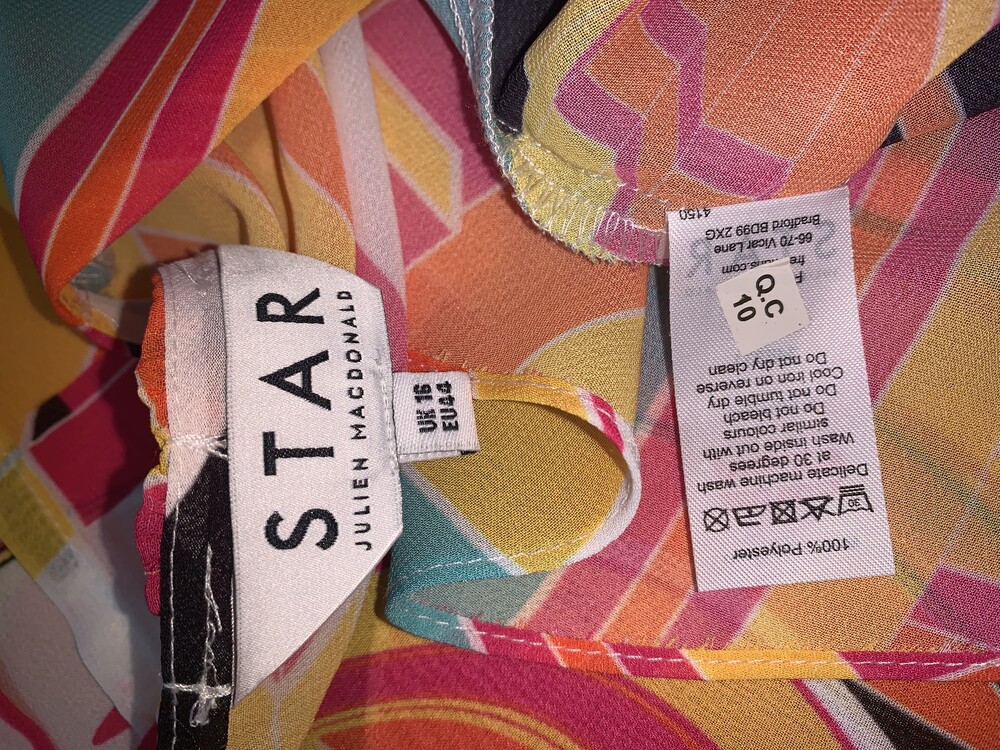 STAR
JULIEN MACDONALD
UK 16
EU44
100% Polyester
30
Delicate machine wash
at 30 degrees
Wash inside out with
similar colours
Do not bleach
Do not tumble dry
Cool iron on reverse
Do not dry clean
Q.C
10
66-70 Vicar Lane
Bradford BD99 2XG
4150